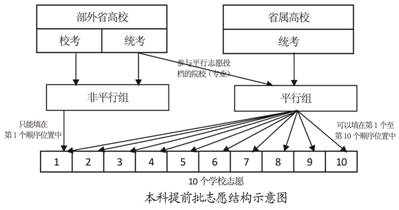 部外省高校
校考
统考
省属高校
统考
参与平行志愿投
档的院校（专业）
非平行组
平行组
只能填在
第1个顺序位置中
可以填在第1个至
第10个顺序位置中
1 2 3 4 5 6 7 8 9 10
10个学校志愿
本科提前批志愿结构示意图